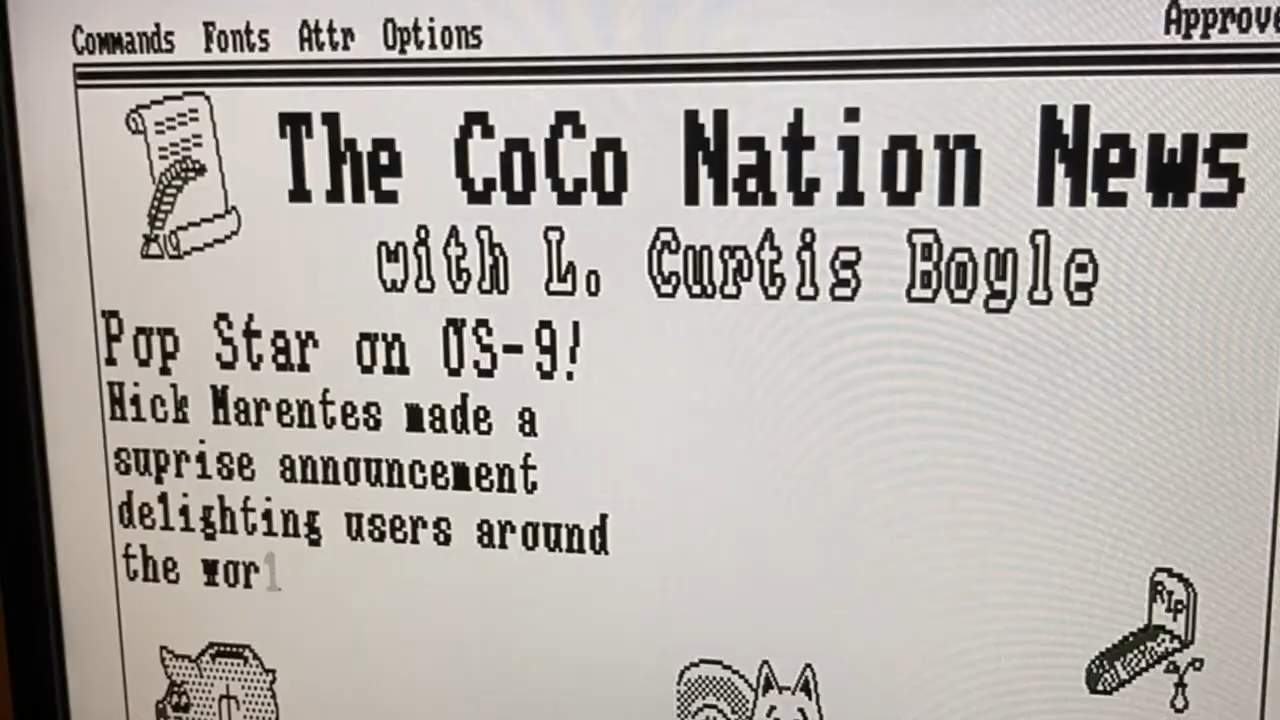 Commands Fonts Attr Options
Approve
The CoCo Nation News
with L. Curtis Boyle
Pop Star on OS-9!
Nick Marentes made a
suprise announcement
delighting users around
the worl
RIP